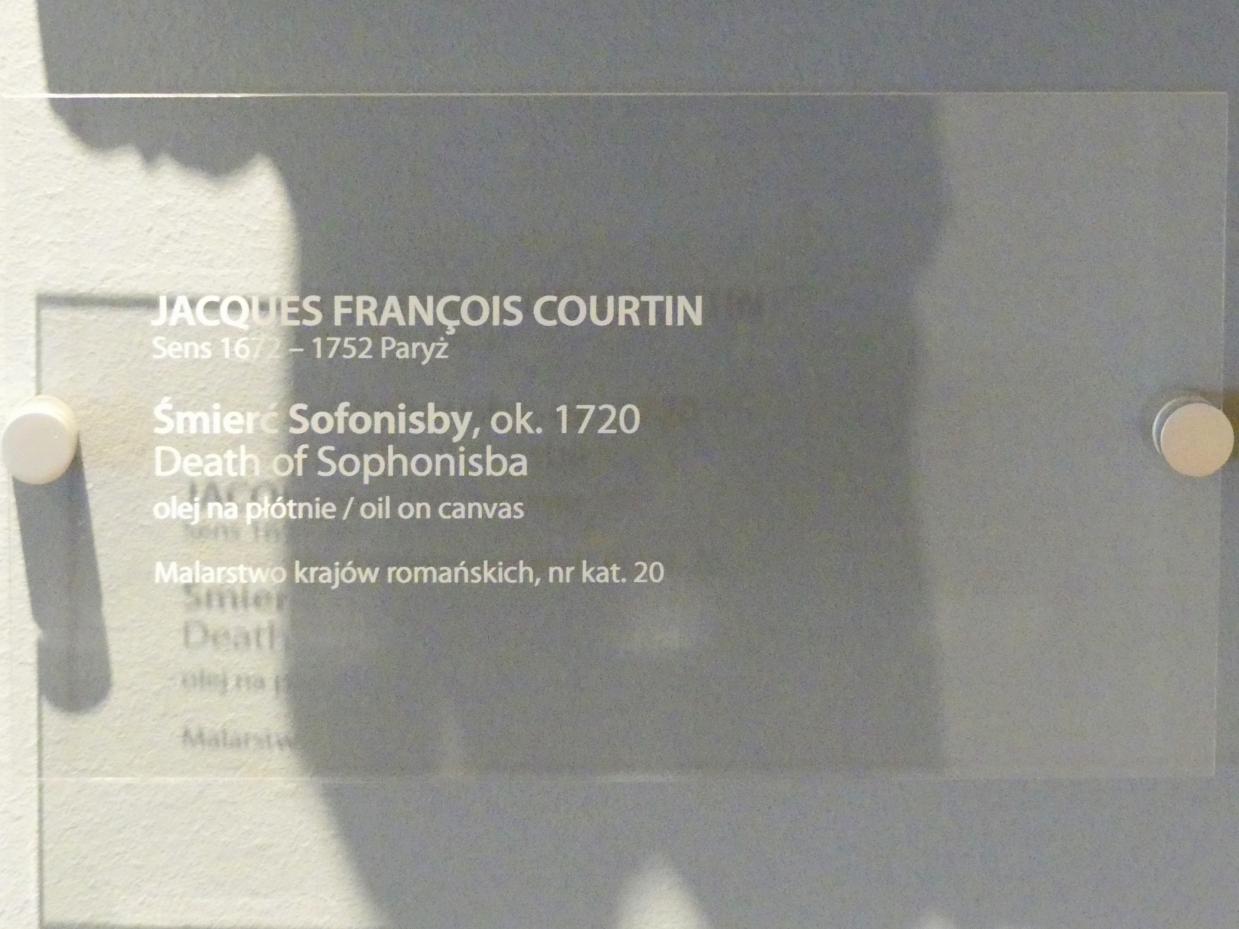 JACQUES FRANÇOIS COURTIN
Sens 1672 – 1752 Paryż
Śmierć Sofonisby, ok. 1720
Death of Sophonisba
olej na płótnie / oil on canvas
Malarstwo krajów romańskich, nr kat. 20